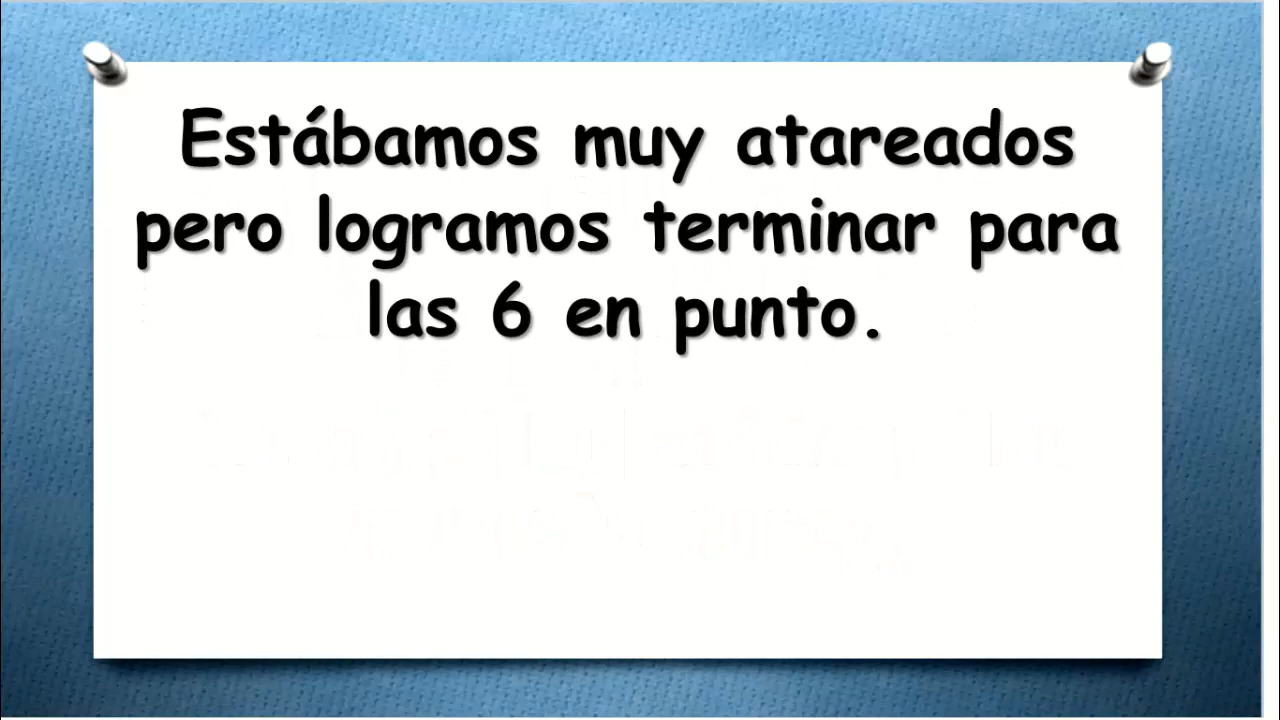 Estábamos muy atareados
pero logramos terminar para
las 6 en punto.